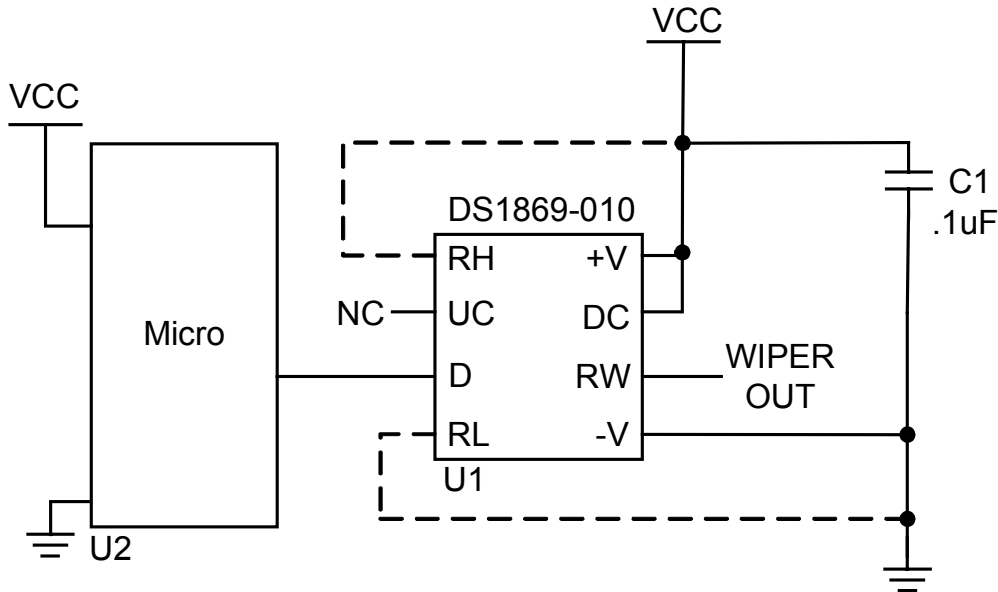 VCC
VCC
DS1869-010
C1
.1uF
RH
+V
NC
UC
DC
Micro
D
RW
WIPER
OUT
RL
-V
U1
U2